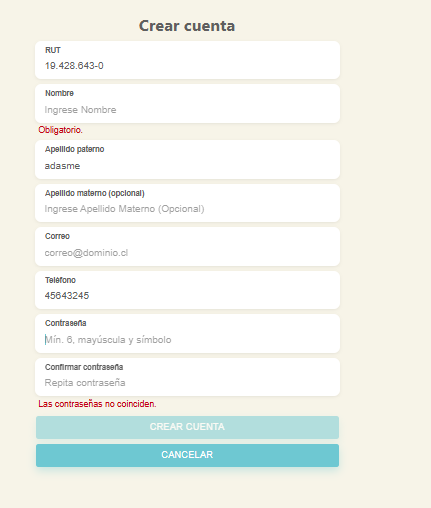 Crear cuenta
RUT
19.428.643-0
Nombre
Ingrese Nombre
Obligatorio.
Apellido paterno
adasme
Apellido materno (opcional)
Ingrese Apellido Materno (Opcional)
Correo
correo@dominio.cl
Teléfono
45643245
Contraseña
Mín. 6, mayúscula y símbolo
Confirmar contraseña
Repita contraseña
Las contraseñas no coinciden.
CREAR CUENTA
CANCELAR